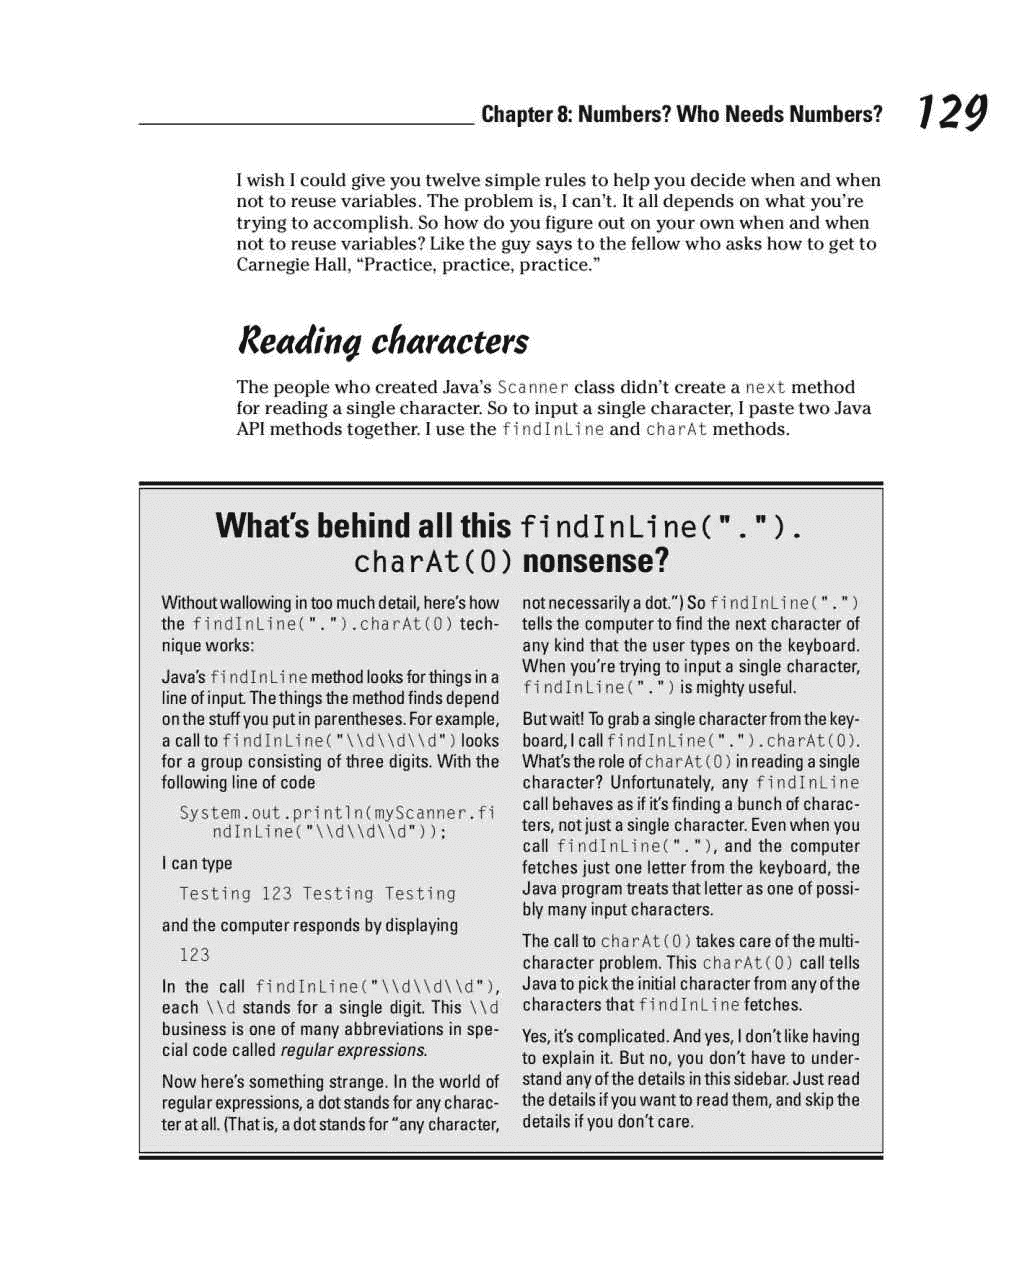 Chapter 8: Numbers? Who Needs Numbers? 129
I wish I could give you twelve simple rules to help you decide when and when
not to reuse variables. The problem is, I can’t. It all depends on what you’re
trying to accomplish. So how do you figure out on your own when and when
not to reuse variables? Like the guy says to the fellow who asks how to get to
Carnegie Hall, “Practice, practice, practice.”
Reading characters
The people who created Java’s Scanner class didn’t create a next method
for reading a single character. So to input a single character, I paste two Java
API methods together. I use the findInLine and charAt methods.
What’s behind all this findInLine(".").
charAt(0) nonsense?
Without wallowing in too much detail, here’s how
the findInLine(".").charAt(0) tech-
nique works:
Java’s findInLine method looks for things in a
line of input. The things the method finds depend
on the stuff you put in parentheses. For example,
a call to findInLine("\\d\\d\\d") looks
for a group consisting of three digits. With the
following line of code
System.out.println(myScanner.fi
ndInLine("\\d\\d\\d"));
I can type
Testing 123 Testing Testing
and the computer responds by displaying
123
In the call findInLine("\\d\\d\\d"),
each \\d stands for a single digit. This \\d
business is one of many abbreviations in spe-
cial code called regular expressions.
Now here’s something strange. In the world of
regular expressions, a dot stands for any charac-
ter at all. (That is, a dot stands for “any character,
not necessarily a dot.”) So findInLine(".")
tells the computer to find the next character of
any kind that the user types on the keyboard.
When you’re trying to input a single character,
findInLine(".") is mighty useful.
But wait! To grab a single character from the key-
board, I call findInLine(".").charAt(0).
What’s the role of charAt(0) in reading a single
character? Unfortunately, any findInLine
call behaves as if it’s finding a bunch of charac-
ters, not just a single character. Even when you
call findInLine("."), and the computer
fetches just one letter from the keyboard, the
Java program treats that letter as one of possi-
bly many input characters.
The call to charAt(0) takes care of the multi-
character problem. This charAt(0) call tells
Java to pick the initial character from any of the
characters that findInLine fetches.
Yes, it’s complicated. And yes, I don’t like having
to explain it. But no, you don’t have to under-
stand any of the details in this sidebar. Just read
the details if you want to read them, and skip the
details if you don’t care.